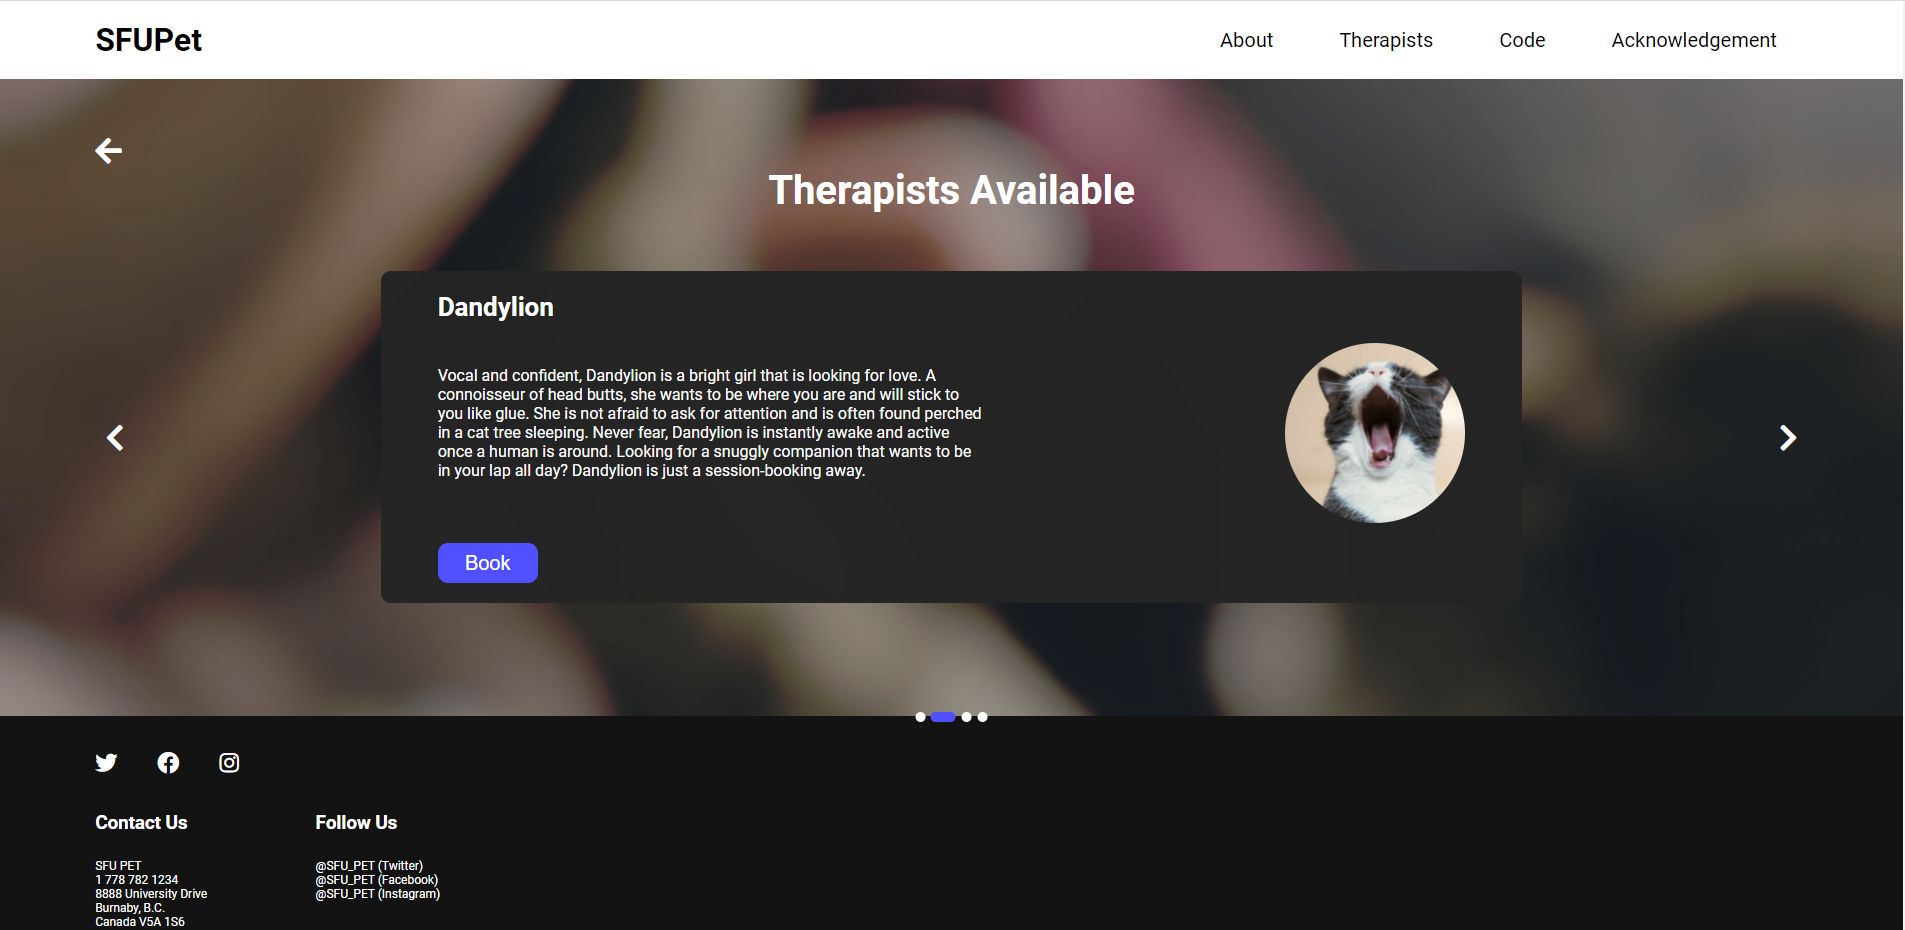 SFUPet
About Therapists Code Acknowledgement
Therapists Available
Dandylion
Vocal and confident, Dandylion is a bright girl that is looking for love. A
connoisseur of head butts, she wants to be where you are and will stick to
you like glue. She is not afraid to ask for attention and is often found perched
in a cat tree sleeping. Never fear, Dandylion is instantly awake and active
once a human is around. Looking for a snuggly companion that wants to be
in your lap all day? Dandylion is just a session-booking away.
Book
Contact Us
SFU PET
1 778 782 1234
8888 University Drive
Burnaby, B.C.
Canada V5A 1S6
Follow Us
@SFU_PET (Twitter)
@SFU_PET (Facebook)
@SFU_PET (Instagram)